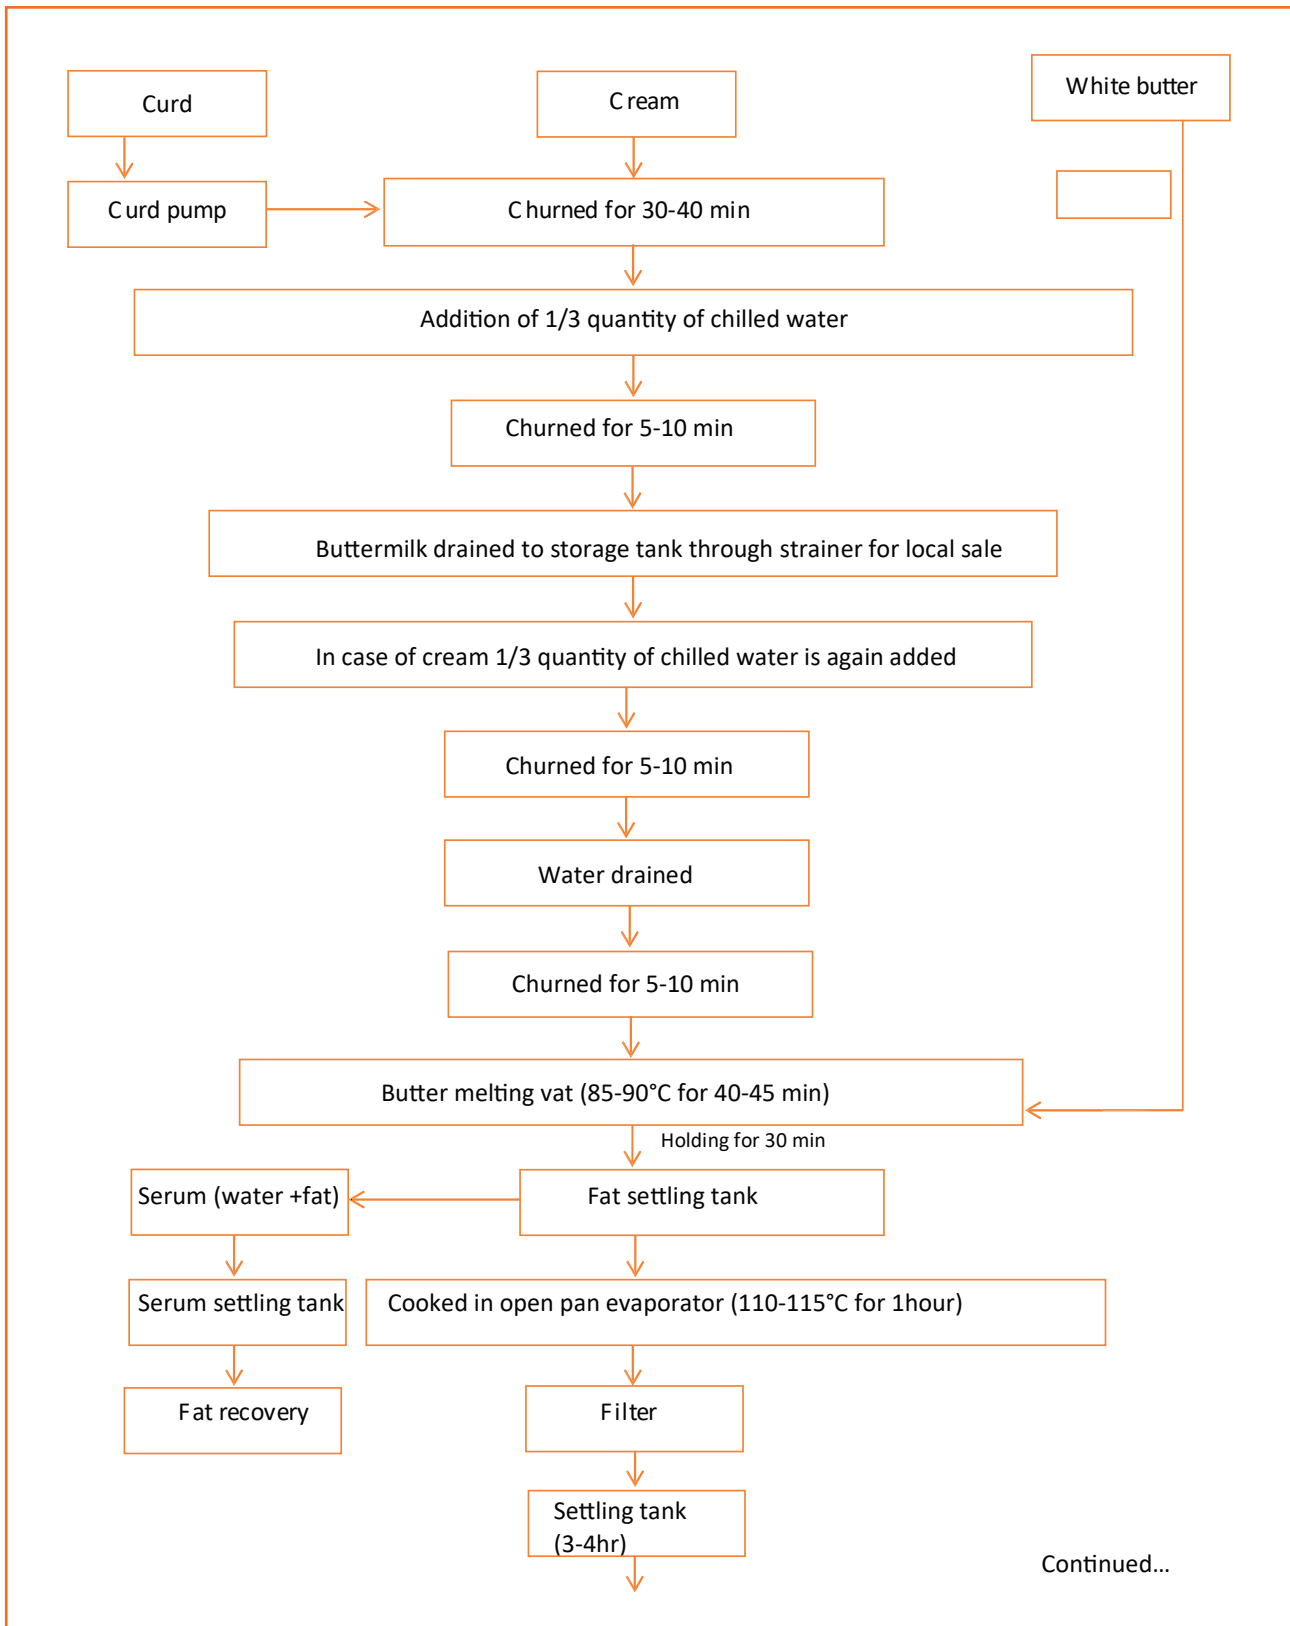 Curd
Cream
White butter
Curd pump
Churned for 30-40 min
Addition of 1/3 quantity of chilled water
Churned for 5-10 min
Buttermilk drained to storage tank through strainer for local sale
In case of cream 1/3 quantity of chilled water is again added
Churned for 5-10 min
Water drained
Churned for 5-10 min
Butter melting vat (85-90°C for 40-45 min)
Holding for 30 min
Serum (water +fat)
Fat settling tank
Serum settling tank
Cooked in open pan evaporator (110-115°C for 1hour)
Fat recovery
Filter
Settling tank
(3-4hr)
Continued...